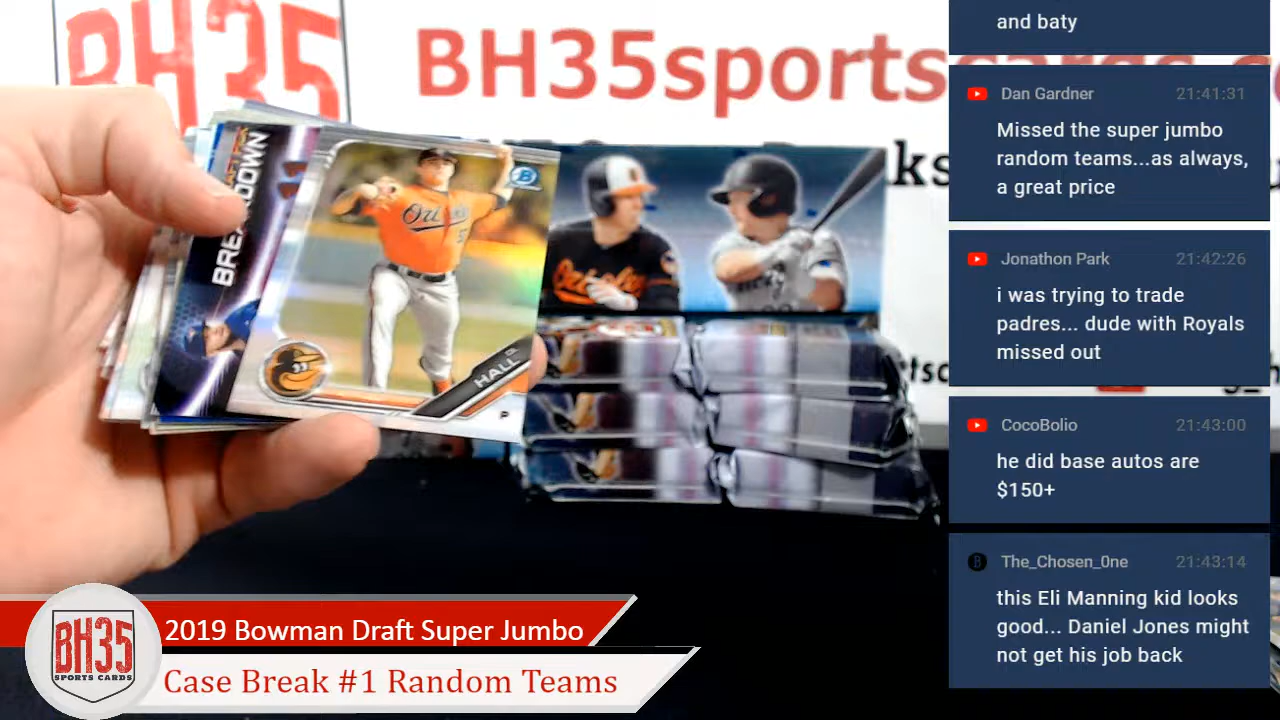 BH35
BH35sportscards.c
and baty
Dan Gardner 21:41:31
Missed the super jumbo
random teams...as always,
a great price
ks
BREAKDOWN
B
Jonathon Park 21:42:26
i was trying to trade
padres... dude with Royals
missed out
HALL
P
CocoBolio 21:43:00
he did base autos are
$150+
The_Chosen_0ne 21:43:14
this Eli Manning kid looks
good... Daniel Jones might
not get his job back
BH35
SPORTS CARDS
2019 Bowman Draft Super Jumbo
Case Break #1 Random Teams